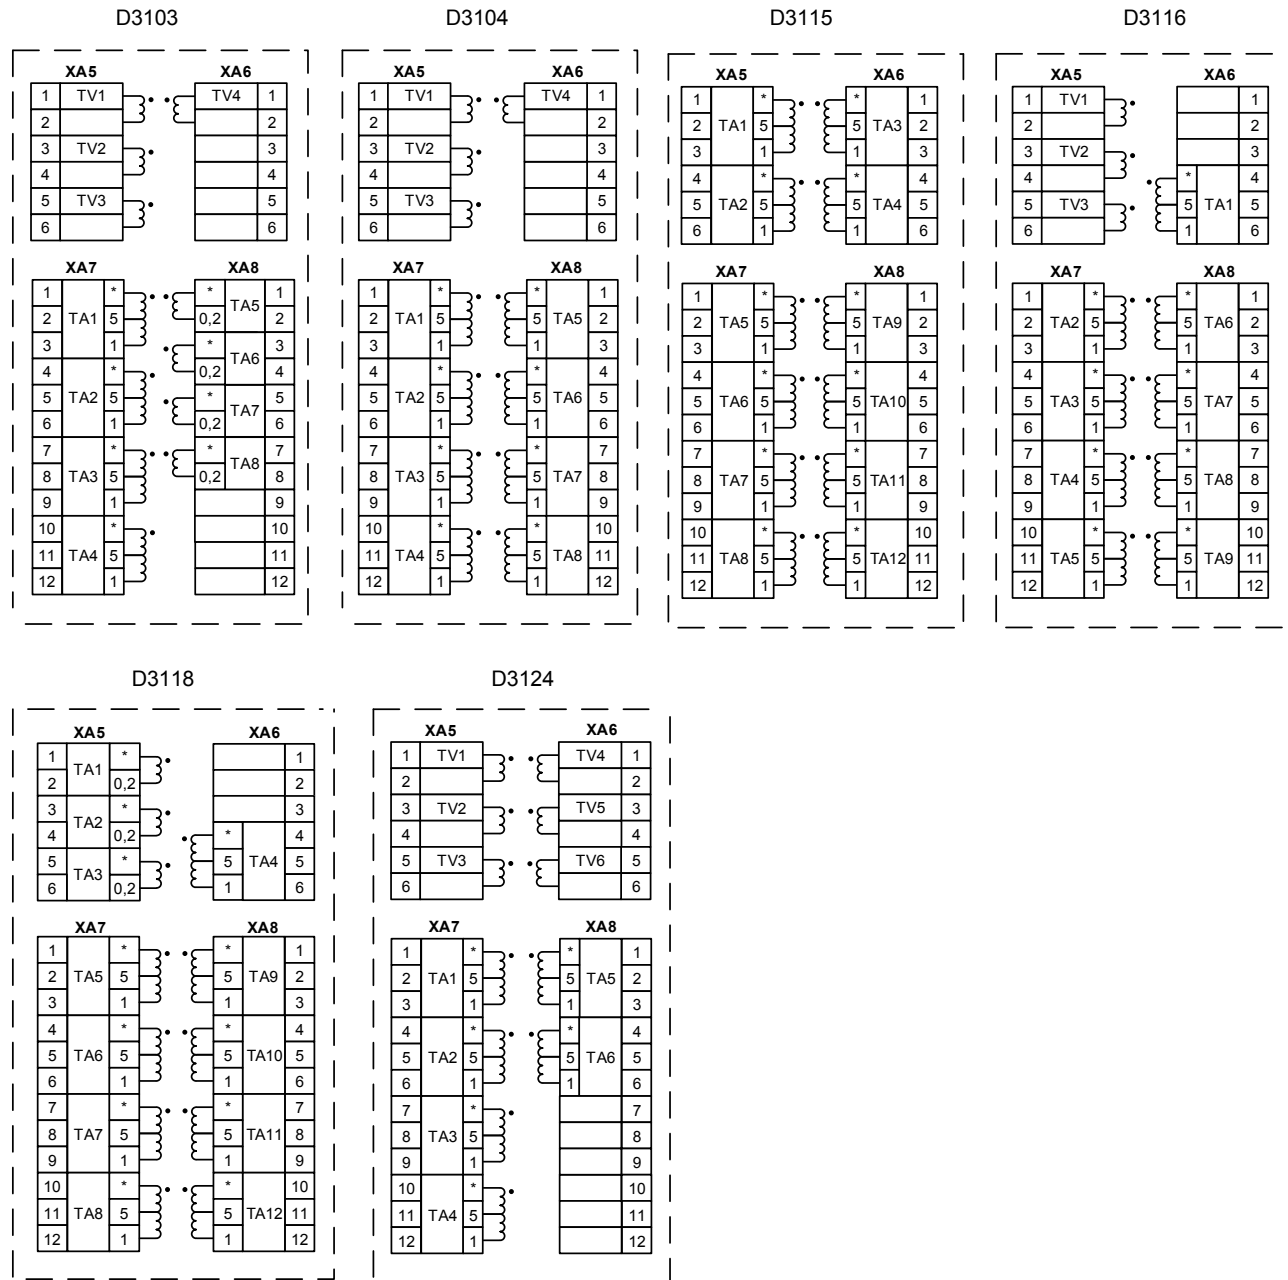 D3103
XA5 XA6
1 TV1 TV4 1
2 2
3 TV2 3
4 4
5 TV3 5
6 6
XA7 XA8
1 * * 1
2 TA1 5 0,2 TA5 2
3 1 * 3
4 * 0,2 TA6 4
5 TA2 5 * 5
6 1 0,2 TA7 6
7 * * 7
8 TA3 5 0,2 TA8 8
9 1 9
10 * 10
11 TA4 5 11
12 1 12
D3104
XA5 XA6
1 TV1 TV4 1
2 2
3 TV2 3
4 4
5 TV3 5
6 6
XA7 XA8
1 * * 1
2 TA1 5 5 TA5 2
3 1 1 3
4 * * 4
5 TA2 5 5 TA6 5
6 1 1 6
7 * * 7
8 TA3 5 5 TA7 8
9 1 1 9
10 * * 10
11 TA4 5 5 TA8 11
12 1 1 12
D3115
XA5 XA6
1 * * 1
2 TA1 5 5 TA3 2
3 1 1 3
4 * * 4
5 TA2 5 5 TA4 5
6 1 1 6
XA7 XA8
1 * * 1
2 TA5 5 5 TA9 2
3 1 1 3
4 * * 4
5 TA6 5 5 TA10 5
6 1 1 6
7 * * 7
8 TA7 5 5 TA11 8
9 1 1 9
10 * * 10
11 TA8 5 5 TA12 11
12 1 1 12
D3116
XA5 XA6
1 TV1 1
2 2
3 TV2 3
4 * 4
5 TV3 5 TA1 5
6 1 6
XA7 XA8
1 * * 1
2 TA2 5 5 TA6 2
3 1 1 3
4 * * 4
5 TA3 5 5 TA7 5
6 1 1 6
7 * * 7
8 TA4 5 5 TA8 8
9 1 1 9
10 * * 10
11 TA5 5 5 TA9 11
12 1 1 12
D3118
XA5 XA6
1 TA1 * 1
2 0,2 2
3 TA2 * 3
4 0,2 * 4
5 TA3 * 5 TA4 5
6 0,2 1 6
XA7 XA8
1 * * 1
2 TA5 5 5 TA9 2
3 1 1 3
4 * * 4
5 TA6 5 5 TA10 5
6 1 1 6
7 * * 7
8 TA7 5 5 TA11 8
9 1 1 9
10 * * 10
11 TA8 5 5 TA12 11
12 1 1 12
D3124
XA5 XA6
1 TV1 TV4 1
2 2
3 TV2 TV5 3
4 4
5 TV3 TV6 5
6 6
XA7 XA8
1 * * 1
2 TA1 5 5 TA5 2
3 1 1 3
4 * * 4
5 TA2 5 5 TA6 5
6 1 1 6
7 * 7
8 TA3 5 8
9 1 9
10 * 10
11 TA4 5 11
12 1 12